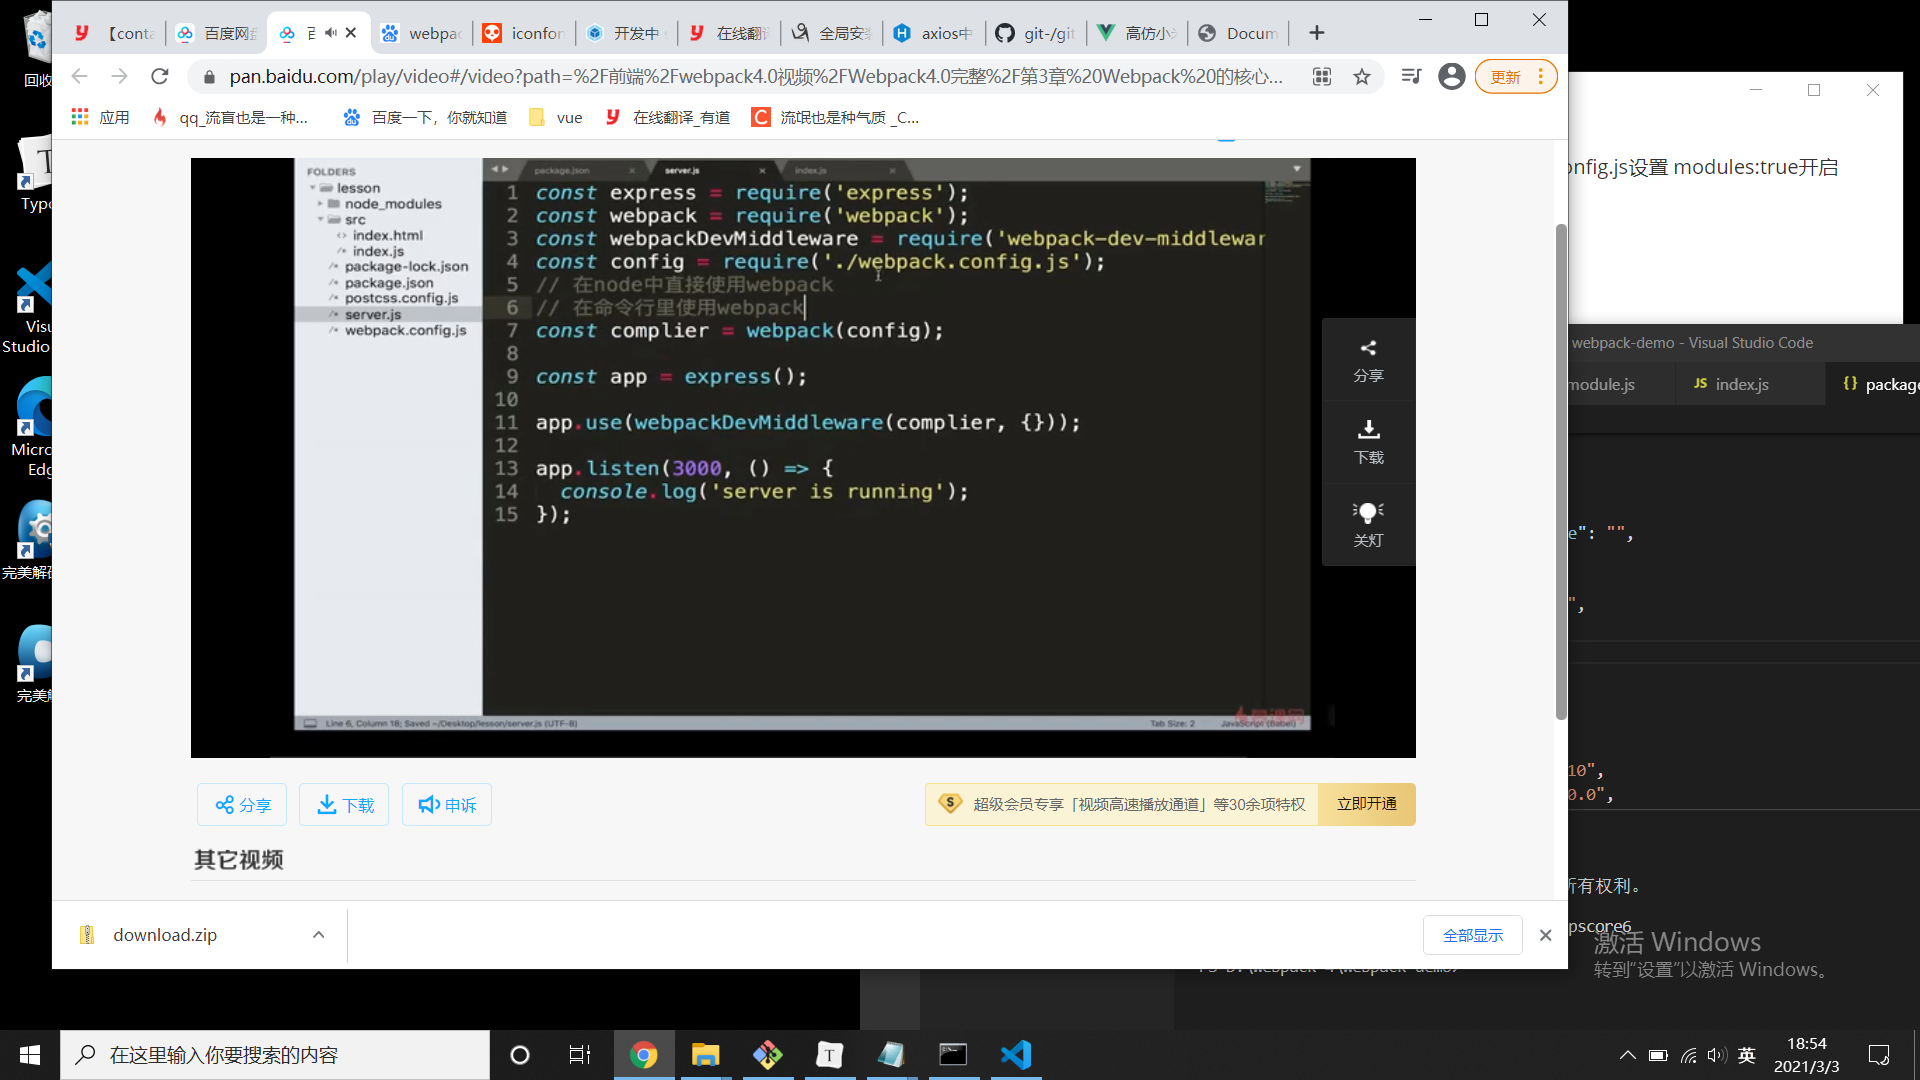 回收
Typo
Visu
Studio
Micro
Edg
完美解码
完美
【conta
百度网盘
百
webpac
iconfon
开发中
在线翻译
全局安装
axios中
git-/git
高仿小米
Docum
pan.baidu.com/play/video#/video?path=%2F前端%2Fwebpack4.0视频%2FWebpack4.0完整%2F第3章%20Webpack%20的核心...
更新
应用
qq_流盲也是一种...
百度一下，你就知道
vue
在线翻译_有道
流氓也是种气质 _C...
FOLDERS
lesson
node_modules
src
index.html
index.js
package-lock.json
package.json
postcss.config.js
server.js
webpack.config.js
package.json
server.js
index.js
1 const express = require('express');
2 const webpack = require('webpack');
3 const webpackDevMiddleware = require('webpack-dev-middlewar
4 const config = require('./webpack.config.js');
5 // 在node中直接使用webpack
6 // 在命令行里使用webpack
7 const complier = webpack(config);
8
9 const app = express();
10
11 app.use(webpackDevMiddleware(complier, {}));
12
13 app.listen(3000, () => {
14 console.log('server is running');
15 });
Line 6, Column 18; Saved ~/Desktop/lesson/server.js (UTF-8)
Tab Size: 2
JavaScript (Babel)
分享
下载
关灯
分享
下载
申诉
超级会员专享「视频高速播放通道」等30余项特权
立即开通
其它视频
download.zip
全部显示
onfig.js设置 modules:true开启
webpack-demo - Visual Studio Code
module.js
JS index.js
{} package
e": "",
",
10",
0.0",
所有权利。
pscore6
激活 Windows
转到“设置”以激活 Windows。
在这里输入你要搜索的内容
英
18:54
2021/3/3